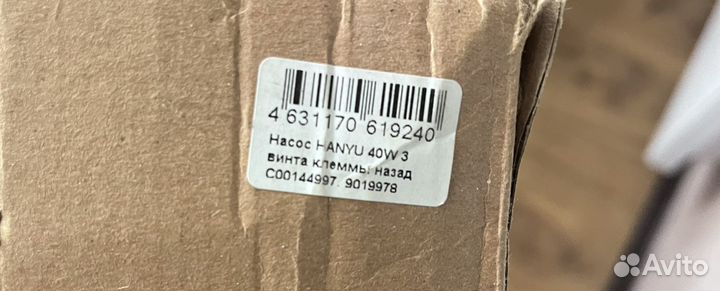 4 631170 619240
Насос HANYU 40W 3
винта клеммы назад
C00144997. 9019978
Avito